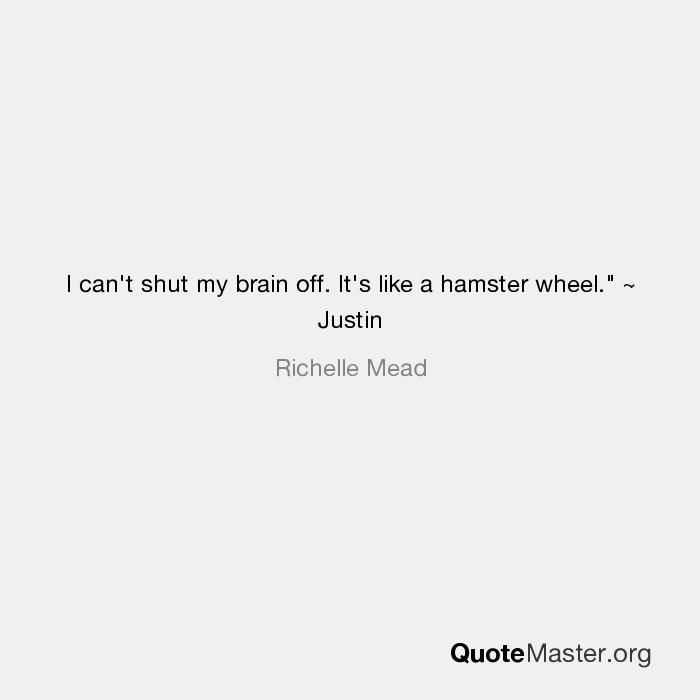 I can't shut my brain off. It's like a hamster wheel." ~
Justin
Richelle Mead
QuoteMaster.org